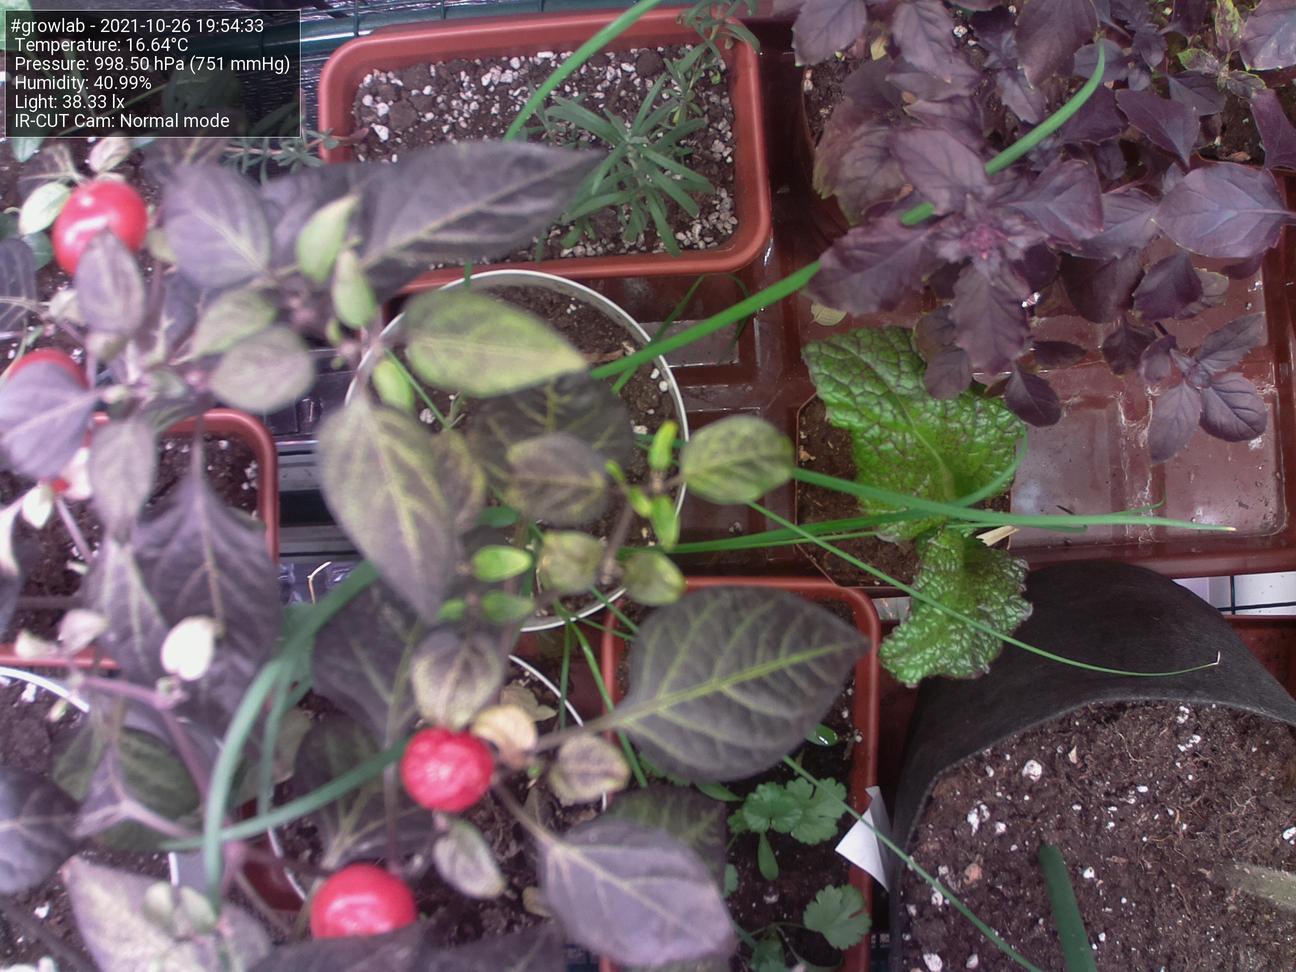 #growlab - 2021-10-26 19:54:33
Temperature: 16.64°C
Pressure: 998.50 hPa (751 mmHg)
Humidity: 40.99%
Light: 38.33 lx
IR-CUT Cam: Normal mode